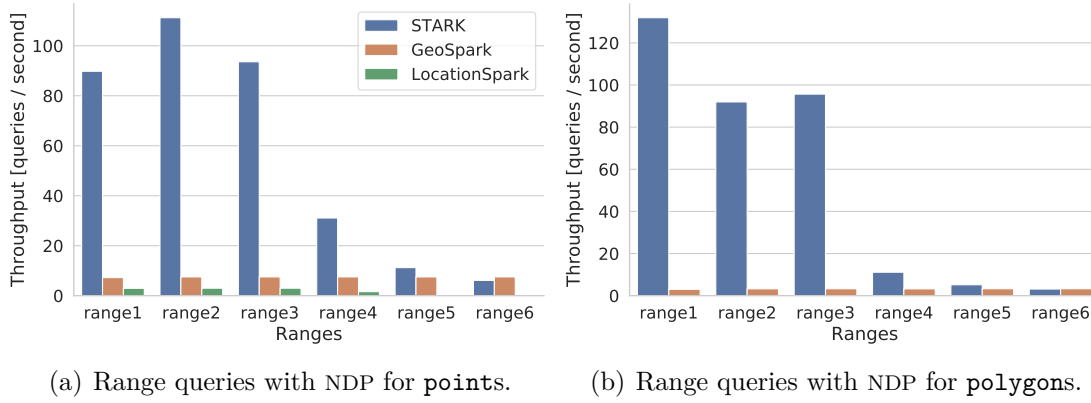 Throughput [queries / second]
100
80
60
40
20
0
STARK
GeoSpark
LocationSpark
range1 range2 range3 range4 range5 range6
Ranges
(a) Range queries with NDP for points.
Throughput [queries / second]
120
100
80
60
40
20
0
range1 range2 range3 range4 range5 range6
Ranges
(b) Range queries with NDP for polygons.